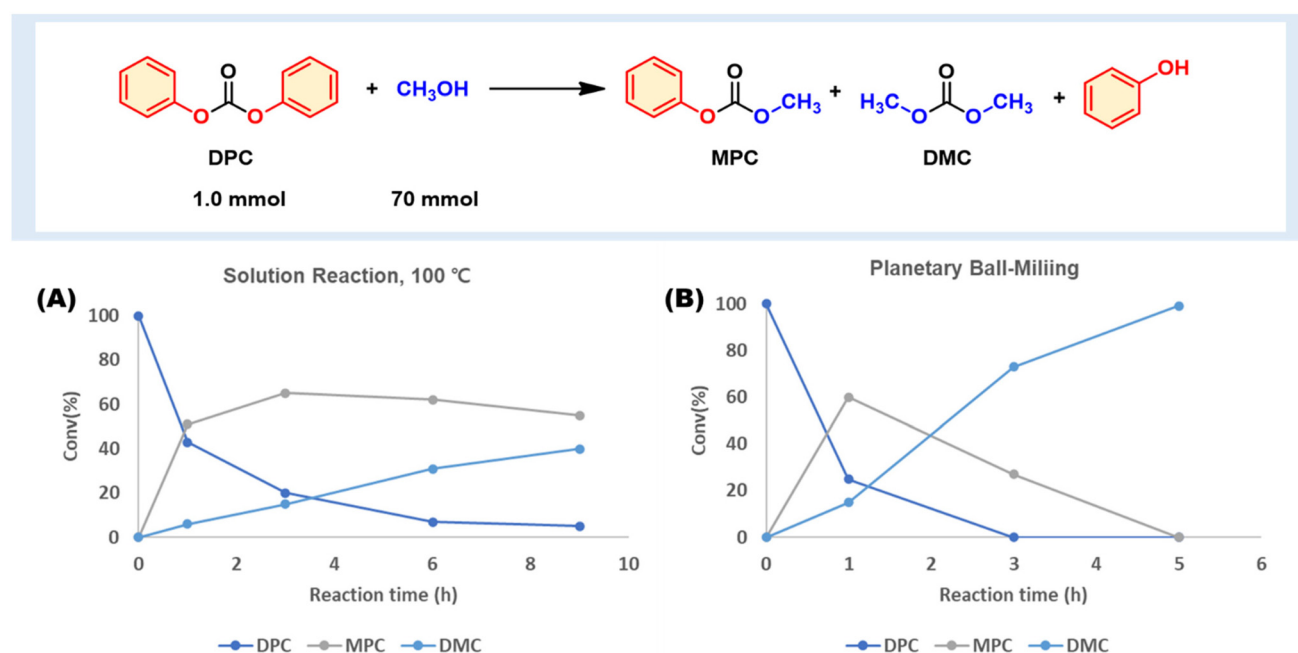 O O
+ CH₃OH + H₃C CH₃ + OH
O O O CH₃ O O
DPC MPC DMC
1.0 mmol 70 mmol
Solution Reaction, 100 ℃
(A)
Conv(%)
100
80
60
40
20
0
0 2 4 6 8 10
Reaction time (h)
DPC MPC DMC
Planetary Ball-Miliing
(B)
Conv(%)
100
80
60
40
20
0
0 1 3 4 5 6
Reaction time (h)
DPC MPC DMC